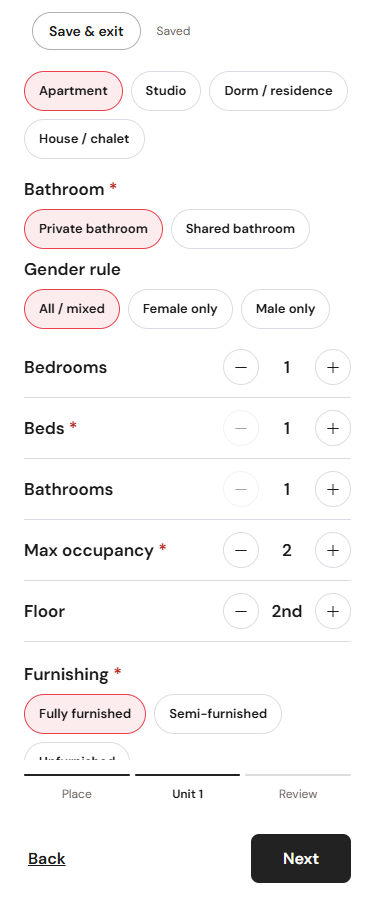 Save & exit Saved
Apartment Studio Dorm / residence
House / chalet
Bathroom *
Private bathroom Shared bathroom
Gender rule
All / mixed Female only Male only
Bedrooms − 1 +
Beds * − 1 +
Bathrooms − 1 +
Max occupancy * − 2 +
Floor − 2nd +
Furnishing *
Fully furnished Semi-furnished
Unfurnished
Place Unit 1 Review
Back Next